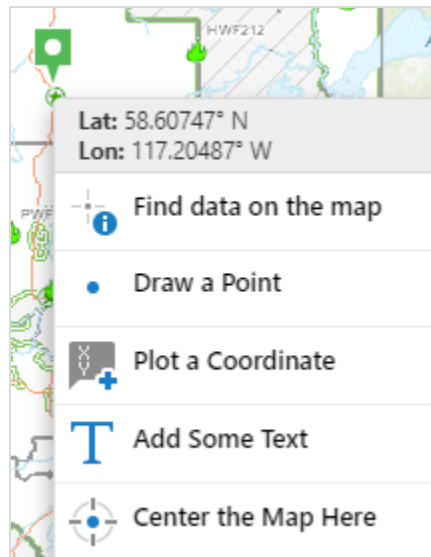 HWF212
Lat: 58.60747° N
Lon: 117.20487° W
PWF
Find data on the map
Draw a Point
Plot a Coordinate
X
Y
Add Some Text
Center the Map Here